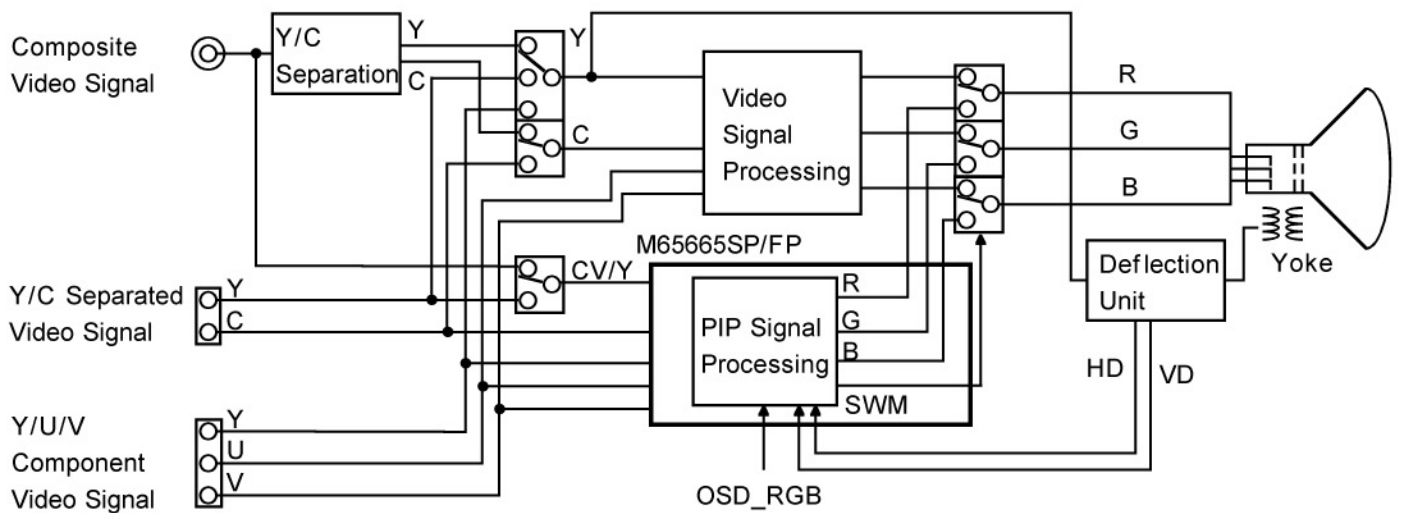 Composite
Video Signal
Y/C
Separation
Y
C
Y
C
Video
Signal
Processing
R
G
B
M65665SP/FP
CV/Y
Y/C Separated
Video Signal
Y
C
PIP Signal
Processing
R
G
B
SWM
Deflection
Unit
Yoke
HD
VD
Y/U/V
Component
Video Signal
Y
U
V
OSD_RGB